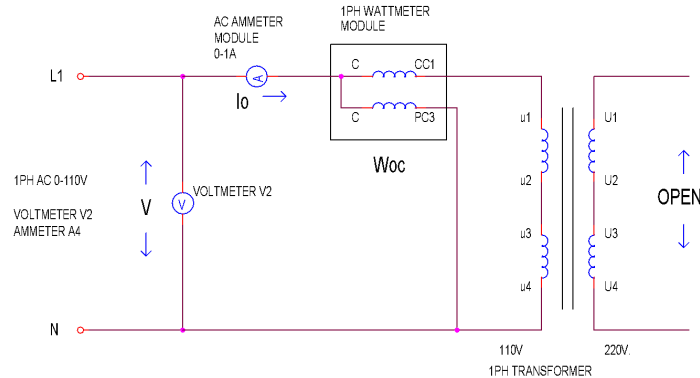 AC AMMETER
MODULE
0-1A
1PH WATTMETER
MODULE
L1
A
Io
C
CC1
C
PC3
Woc
u1
u2
u3
u4
U1
U2
U3
U4
OPEN
1PH AC 0-110V
VOLTMETER V2
AMMETER A4
V
V
VOLTMETER V2
N
110V
220V.
1PH TRANSFORMER